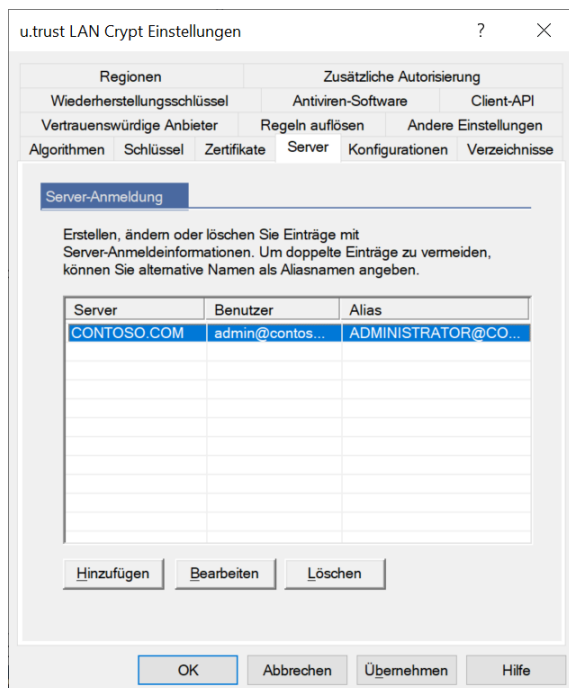 u.trust LAN Crypt Einstellungen
Regionen Zusätzliche Autorisierung
Wiederherstellungsschlüssel Antiviren-Software Client-API
Vertrauenswürdige Anbieter Regeln auflösen Andere Einstellungen
Algorithmen Schlüssel Zertifikate Server Konfigurationen Verzeichnisse
Server-Anmeldung
Erstellen, ändern oder löschen Sie Einträge mit
Server-Anmeldeinformationen. Um doppelte Einträge zu vermeiden,
können Sie alternative Namen als Aliasnamen angeben.
Server Benutzer Alias
CONTOSO.COM admin@contos... ADMINISTRATOR@CO...
Hinzufügen Bearbeiten Löschen
OK Abbrechen Übernehmen Hilfe